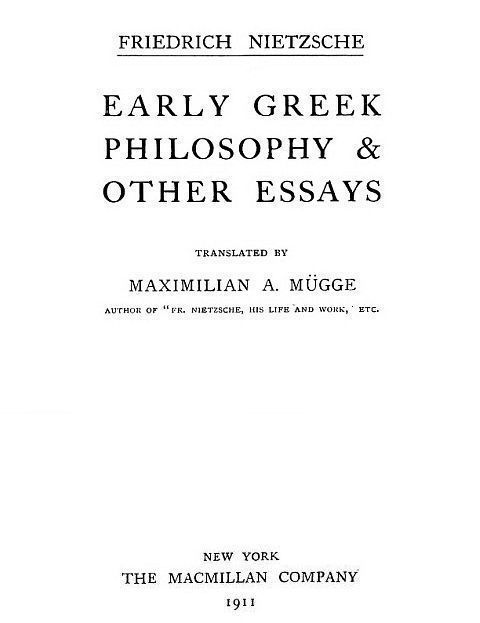 FRIEDRICH NIETZSCHE
EARLY GREEK
PHILOSOPHY &
OTHER ESSAYS
TRANSLATED BY
MAXIMILIAN A. MÜGGE
AUTHOR OF "FR. NIETZSCHE, HIS LIFE AND WORK,' ETC.
NEW YORK
THE MACMILLAN COMPANY
1911